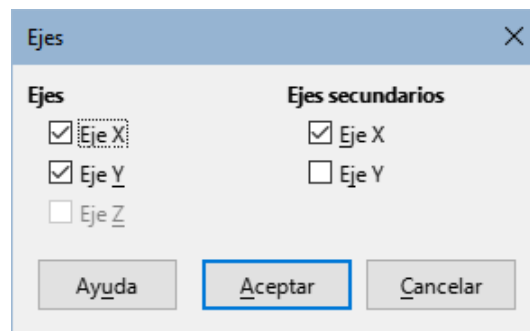 Ejes
Ejes
Eje X
Eje Y
Eje Z
Ejes secundarios
Eje X
Eje Y
Ayuda
Aceptar
Cancelar